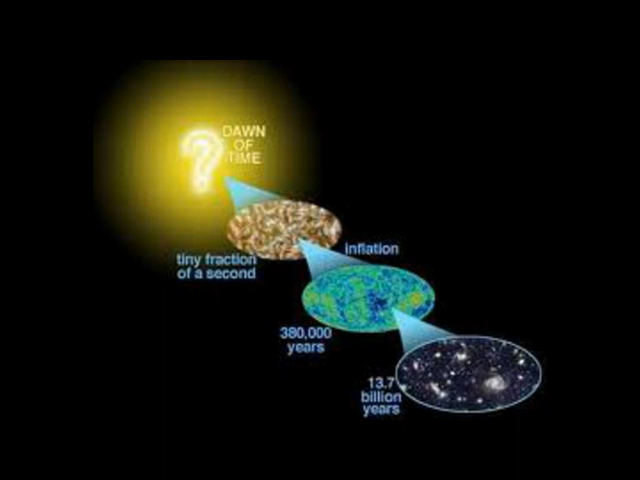 ?
DAWN
OF
TIME
tiny fraction
of a second
inflation
380,000
years
13.7
billion
years